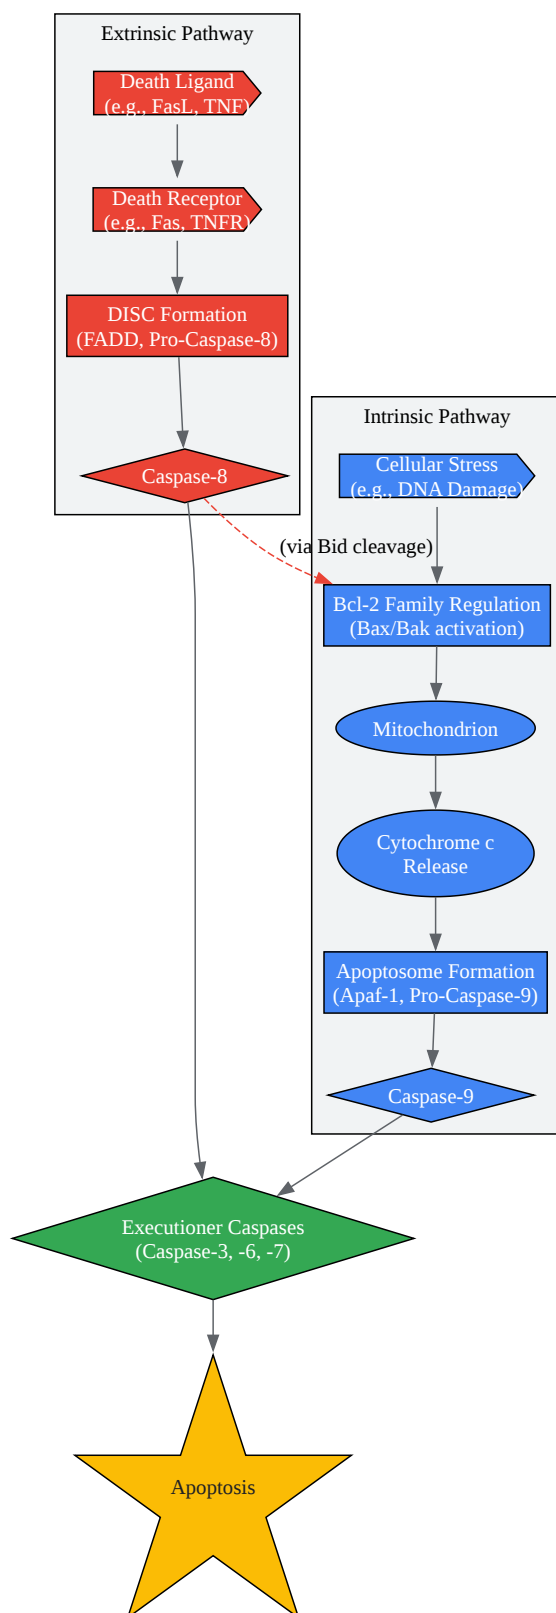 Extrinsic Pathway
Death Ligand
(e.g., FasL, TNF)
Death Receptor
(e.g., Fas, TNFR)
DISC Formation
(FADD, Pro-Caspase-8)
Caspase-8
Intrinsic Pathway
Cellular Stress
(e.g., DNA Damage)
(via Bid cleavage)
Bcl-2 Family Regulation
(Bax/Bak activation)
Mitochondrion
Cytochrome c
Release
Apoptosome Formation
(Apaf-1, Pro-Caspase-9)
Caspase-9
Executioner Caspases
(Caspase-3, -6, -7)
Apoptosis